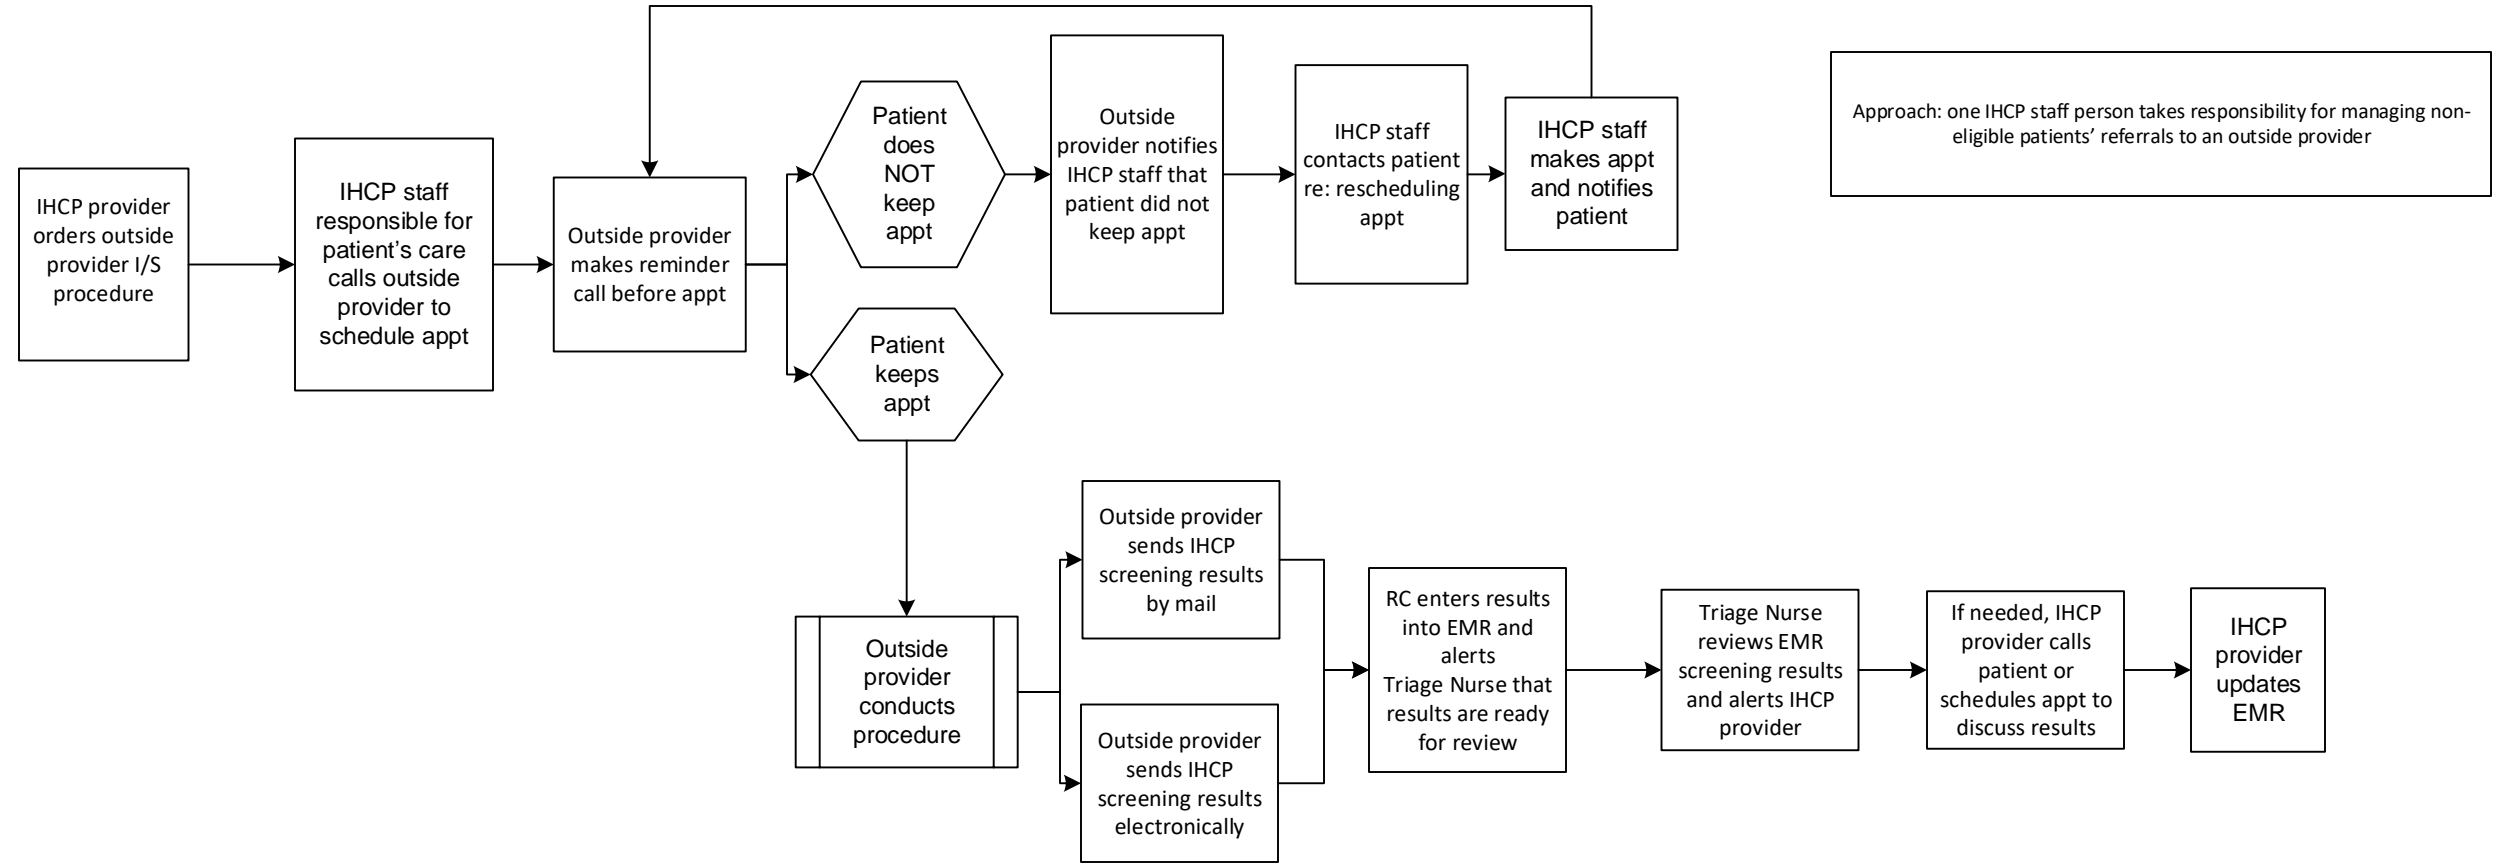 IHCP provider
orders outside
provider I/S
procedure
IHCP staff
responsible for
patient’s care
calls outside
provider to
schedule appt
Outside provider
makes reminder
call before appt
Patient
does
NOT
keep
appt
Outside
provider notifies
IHCP staff that
patient did not
keep appt
IHCP staff
contacts patient
re: rescheduling
appt
IHCP staff
makes appt
and notifies
patient
Approach: one IHCP staff person takes responsibility for managing non-
eligible patients’ referrals to an outside provider
Patient
keeps
appt
Outside
provider
conducts
procedure
Outside provider
sends IHCP
screening results
by mail
Outside provider
sends IHCP
screening results
electronically
RC enters results
into EMR and
alerts
Triage Nurse that
results are ready
for review
Triage Nurse
reviews EMR
screening results
and alerts IHCP
provider
If needed, IHCP
provider calls
patient or
schedules appt to
discuss results
IHCP
provider
updates
EMR